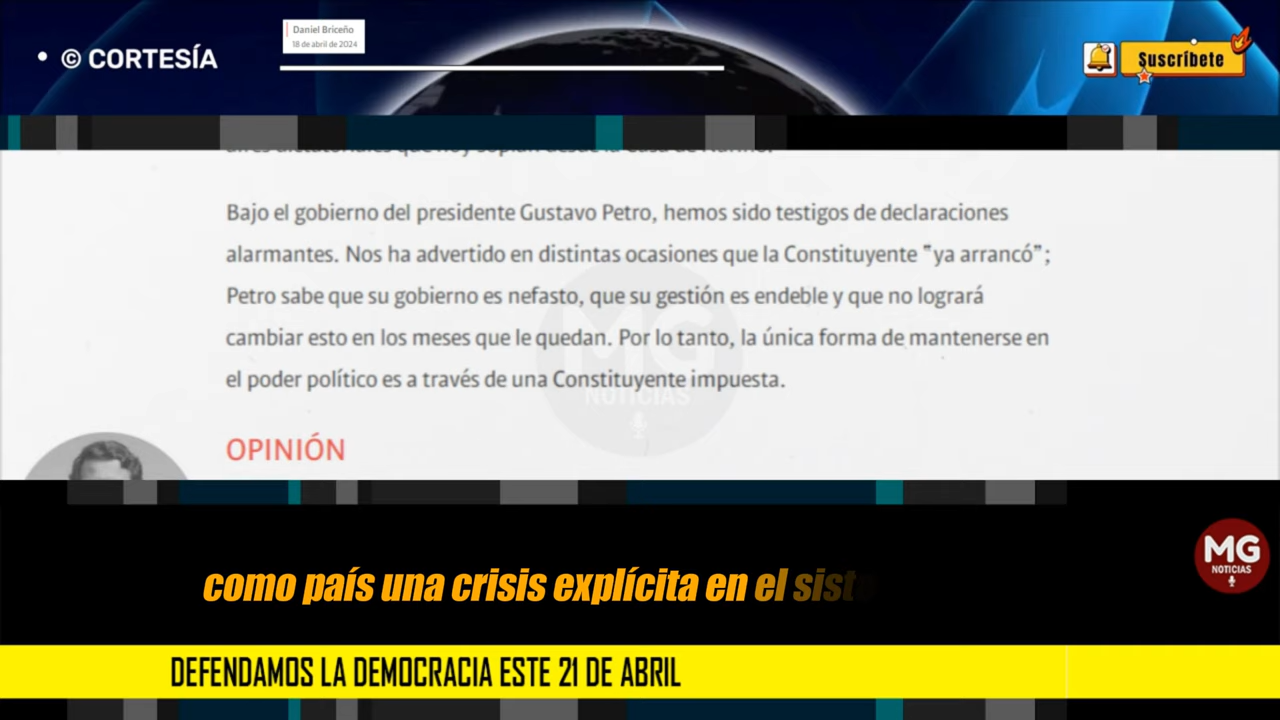 © CORTESÍA
Daniel Briceño
18 de abril de 2024
Suscríbete
Bajo el gobierno del presidente Gustavo Petro, hemos sido testigos de declaraciones
alarmantes. Nos ha advertido en distintas ocasiones que la Constituyente "ya arrancó";
Petro sabe que su gobierno es nefasto, que su gestión es endeble y que no logrará
cambiar esto en los meses que le quedan. Por lo tanto, la única forma de mantenerse en
el poder político es a través de una Constituyente impuesta.
MG
NOTICIAS
OPINIÓN
MG
NOTICIAS
como país una crisis explícita en el
DEFENDAMOS LA DEMOCRACIA ESTE 21 DE ABRIL